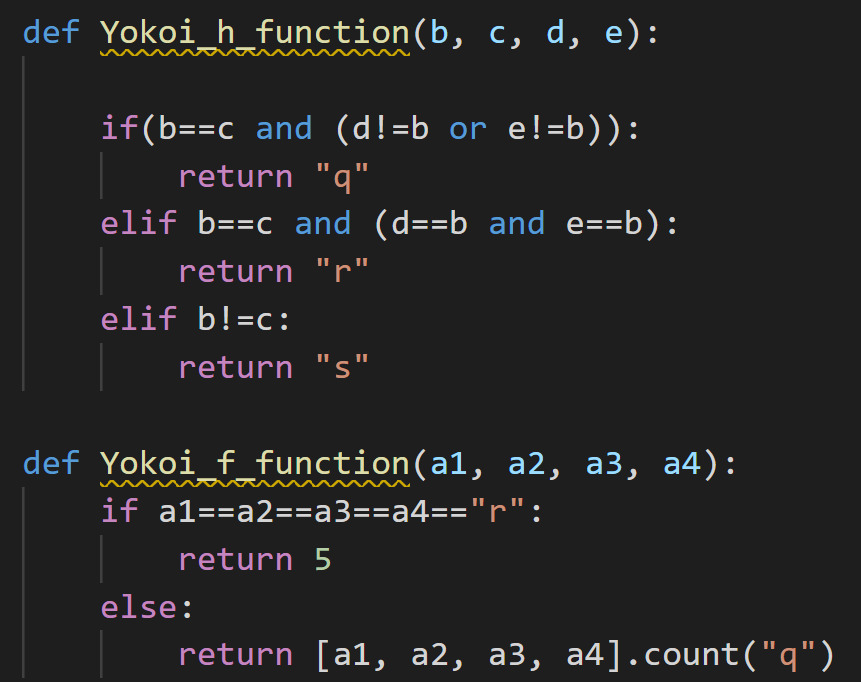 def Yokoi_h_function(b, c, d, e):
if(b==c and (d!=b or e!=b)):
return "q"
elif b==c and (d==b and e==b):
return "r"
elif b!=c:
return "s"
def Yokoi_f_function(a1, a2, a3, a4):
if a1==a2==a3==a4=="r":
return 5
else:
return [a1, a2, a3, a4].count("q")